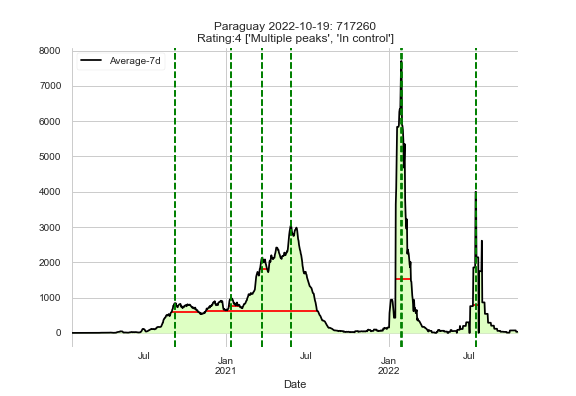 Paraguay 2022-10-19: 717260
Rating:4 ['Multiple peaks', 'In control']
8000
Average-7d
7000
6000
5000
4000
3000
2000
1000
0
Jul
Jan
2021
Jul
Jan
2022
Jul
Date